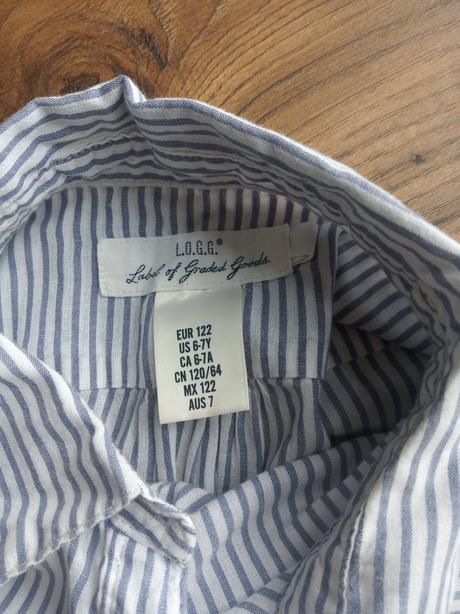 L.O.G.G.®
Label of Graded Goods
EUR 122
US 6-7Y
CA 6-7A
CN 120/64
MX 122
AUS 7